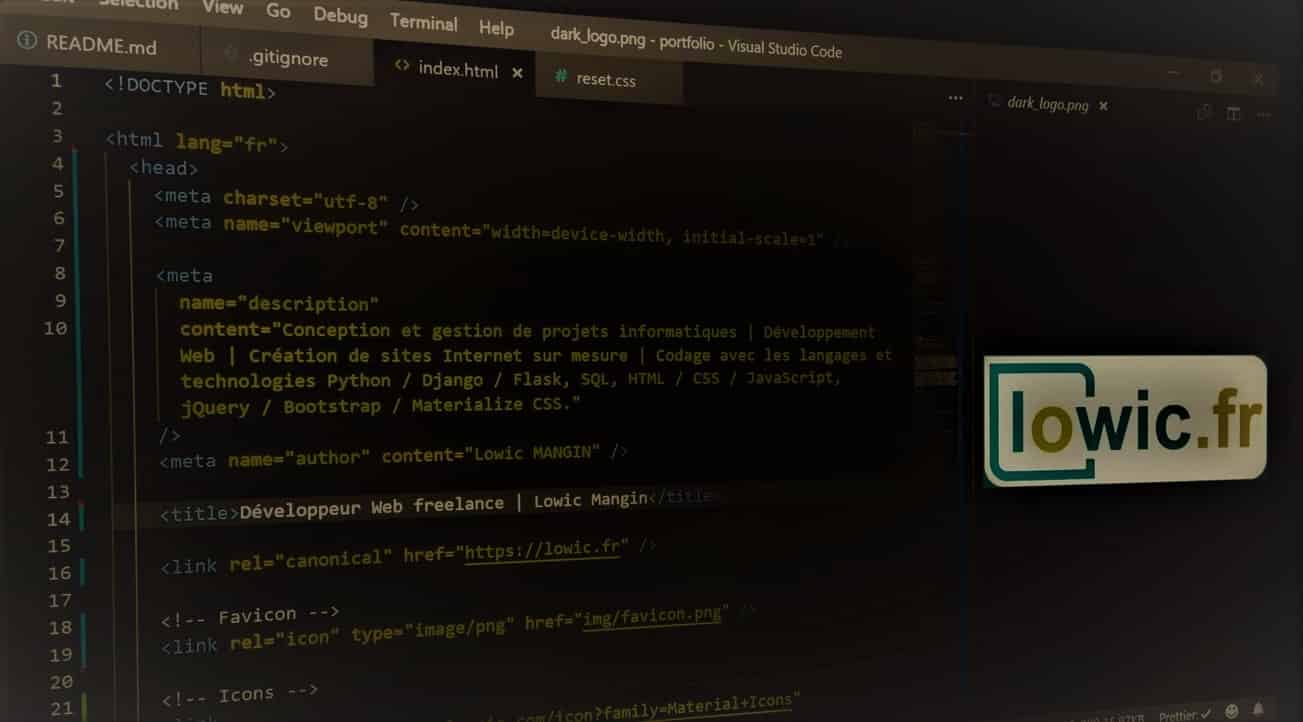 Selection View Go Debug Terminal Help dark_logo.png - portfolio - Visual Studio Code
README.md .gitignore index.html × reset.css
dark_logo.png ×
1 <!DOCTYPE html>
2
3 <html lang="fr">
4 <head>
5 <meta charset="utf-8" />
6 <meta name="viewport" content="width=device-width, initial-scale=1" />
7
8 <meta
9 name="description"
10 content="Conception et gestion de projets informatiques | Développement
Web | Création de sites Internet sur mesure | Codage avec les langages et
technologies Python / Django / Flask, SQL, HTML / CSS / JavaScript,
jQuery / Bootstrap / Materialize CSS."
11 />
12 <meta name="author" content="Lowic MANGIN" />
13
14 <title>Développeur Web freelance | Lowic Mangin</title>
15
16 <link rel="canonical" href="https://lowic.fr" />
17
18 <!-- Favicon -->
19 <link rel="icon" type="image/png" href="img/favicon.png" />
20
21 <!-- Icons -->
.com/icon?family=Material+Icons"
lowic.fr
Prettier: ✓